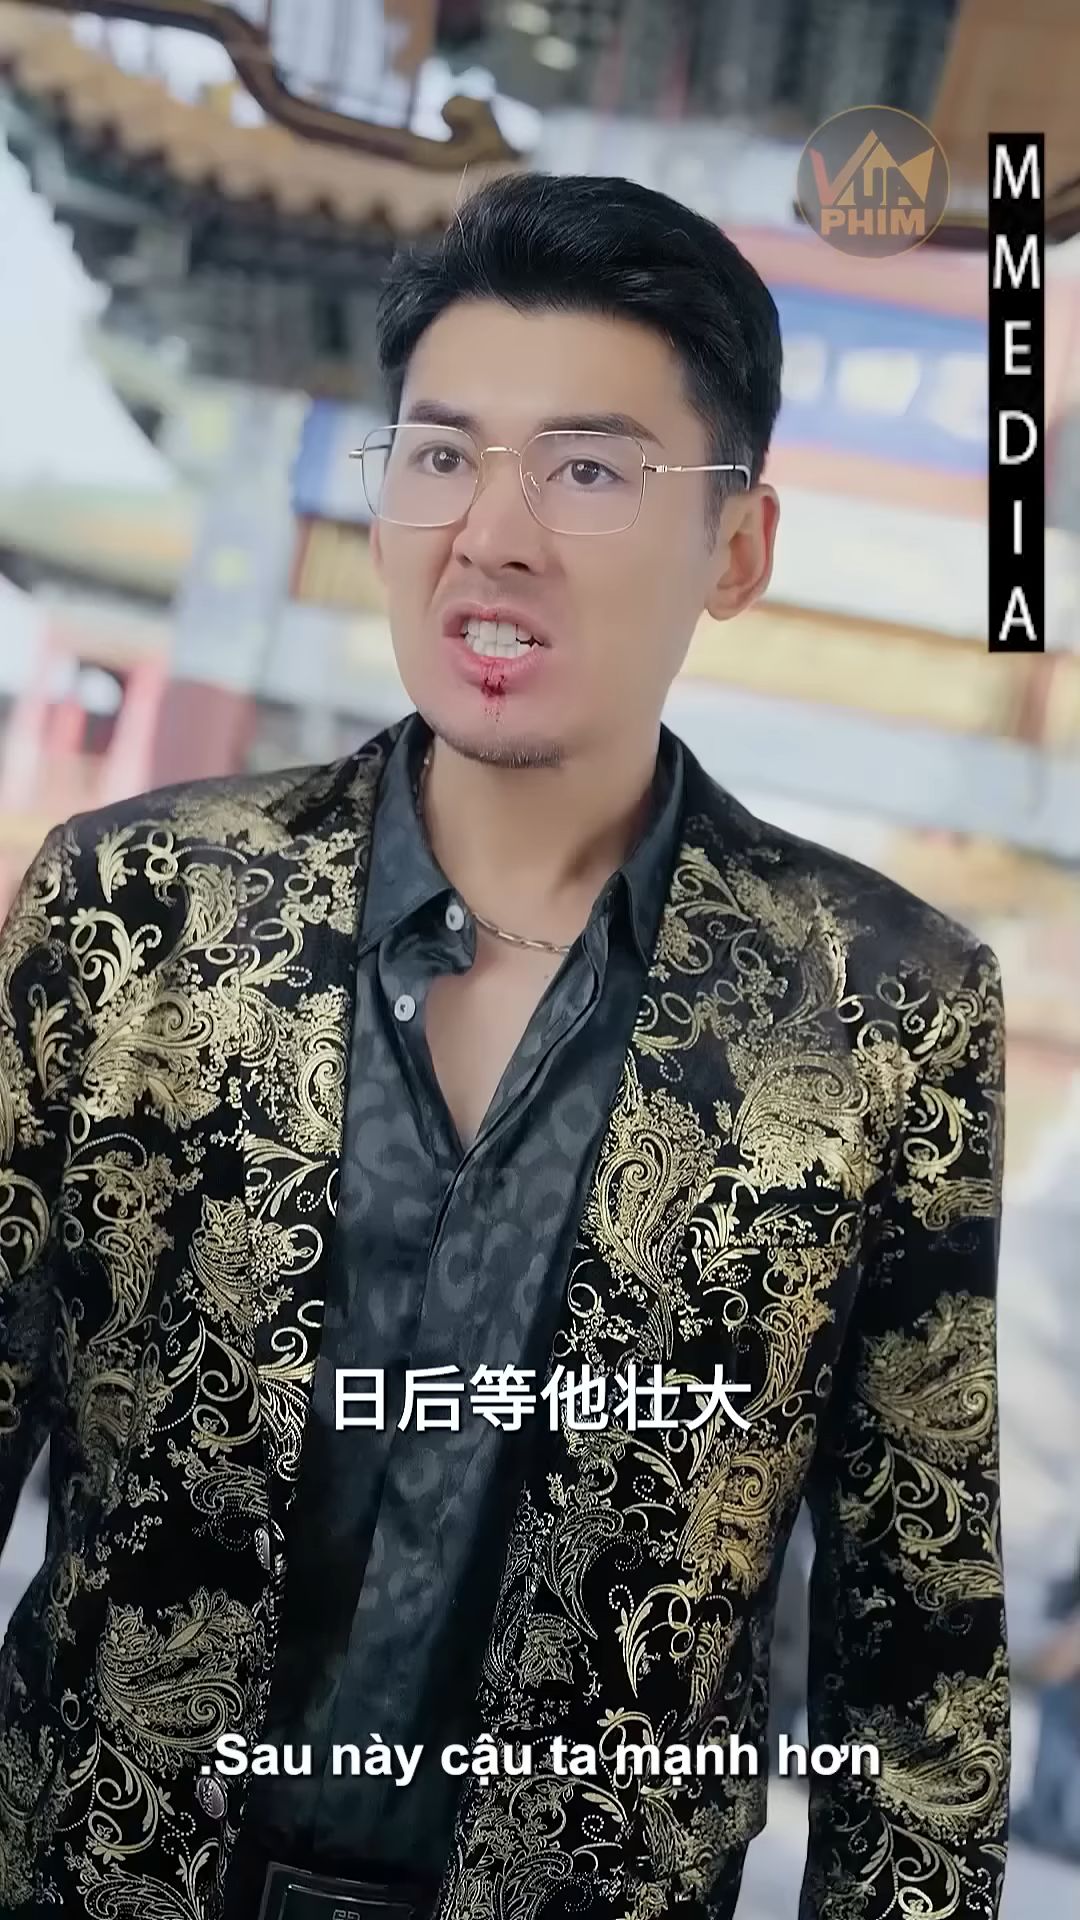 VUA
PHIM
MMEDIA
日后等他壮大
.Sau này cậu ta mạnh hơn